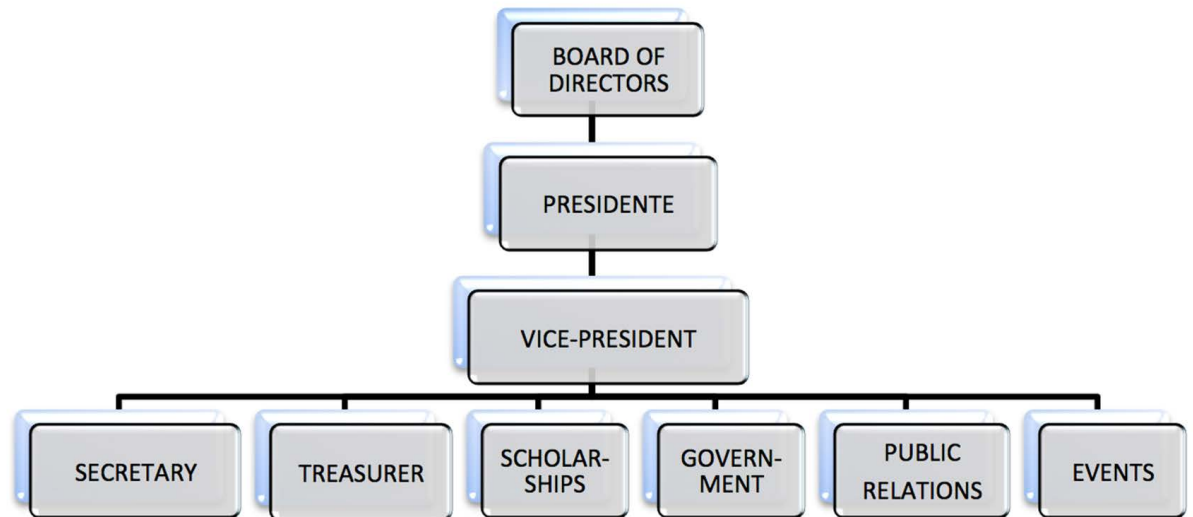 BOARD OF
DIRECTORS
PRESIDENTE
VICE-PRESIDENT
SECRETARY
TREASURER
SCHOLAR-
SHIPS
GOVERN-
MENT
PUBLIC
RELATIONS
EVENTS